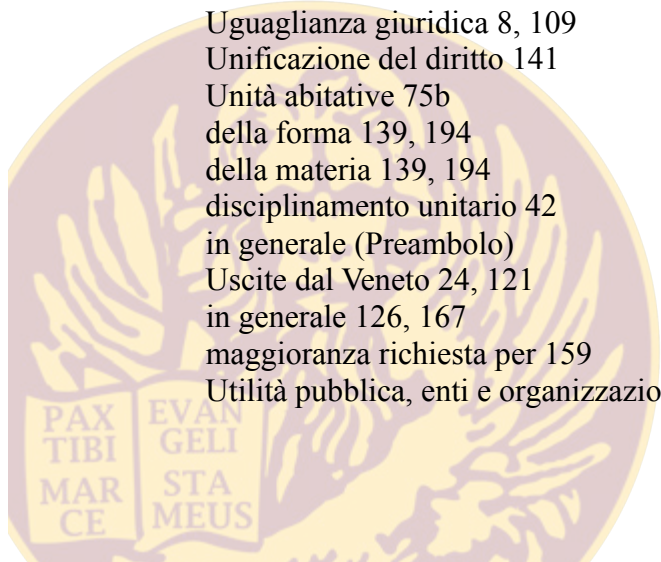 Uguaglianza giuridica 8, 109
Unificazione del diritto 141
Unità abitative 75b
della forma 139, 194
della materia 139, 194
disciplinamento unitario 42
in generale (Preambolo)
Uscite dal Veneto 24, 121
in generale 126, 167
maggioranza richiesta per 159
Utilità pubblica, enti e organizzazio
PAX
TIBI
MAR
CE
EVAN
GELI
STA
MEUS